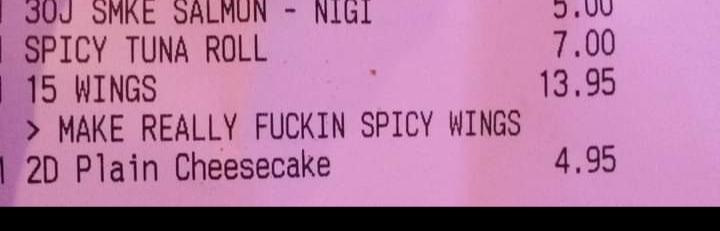 30J SMKE SALMON - NIGI 5.00
SPICY TUNA ROLL 7.00
15 WINGS 13.95
> MAKE REALLY FUCKIN SPICY WINGS
2D Plain Cheesecake 4.95